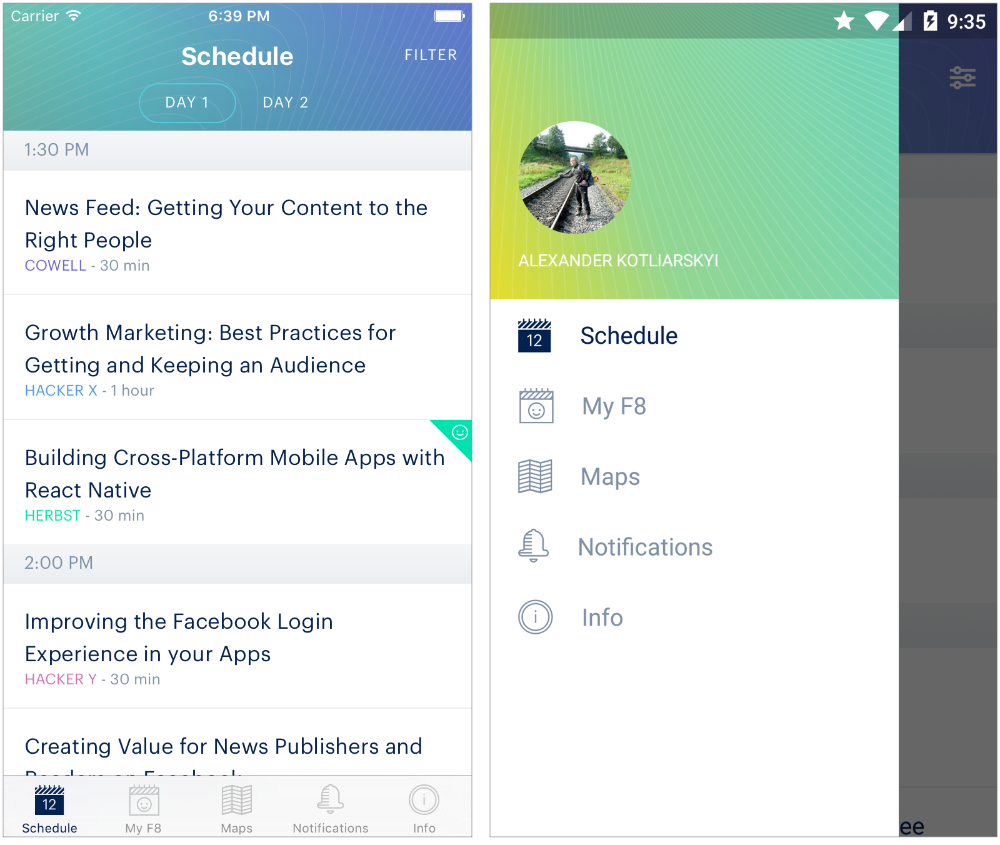 Carrier 6:39 PM
Schedule
FILTER
DAY 1 DAY 2
1:30 PM
News Feed: Getting Your Content to the
Right People
COWELL - 30 min
Growth Marketing: Best Practices for
Getting and Keeping an Audience
HACKER X - 1 hour
Building Cross-Platform Mobile Apps with
React Native
HERBST - 30 min
2:00 PM
Improving the Facebook Login
Experience in your Apps
HACKER Y - 30 min
Creating Value for News Publishers and
Readers on Facebook
12
Schedule My F8 Maps Notifications Info
9:35
ALEXANDER KOTLIARSKYI
12 Schedule
My F8
Maps
Notifications
Info
ee